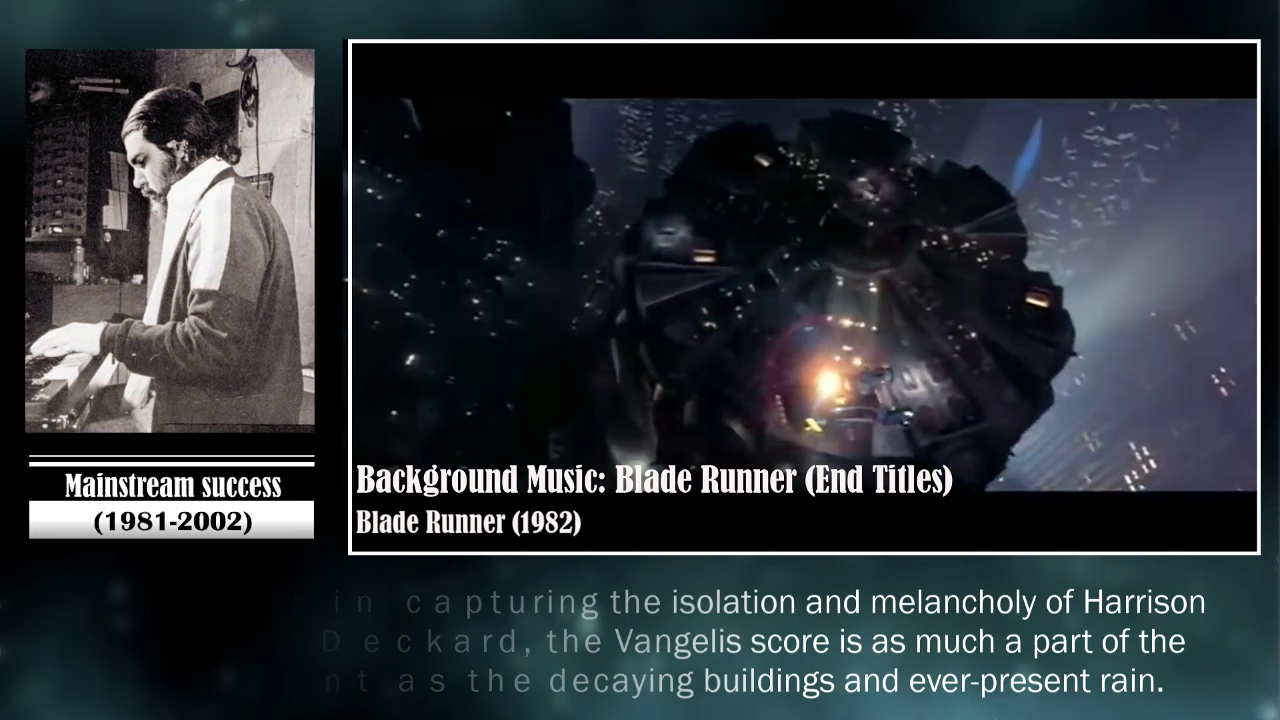 Mainstream success
(1981-2002)
Background Music: Blade Runner (End Titles)
Blade Runner (1982)
in capturing the isolation and melancholy of Harrison
Deckard, the Vangelis score is as much a part of the
as the decaying buildings and ever-present rain.